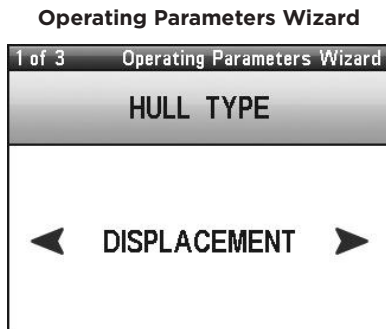 Operating Parameters Wizard
1 of 3 Operating Parameters Wizard
HULL TYPE
DISPLACEMENT